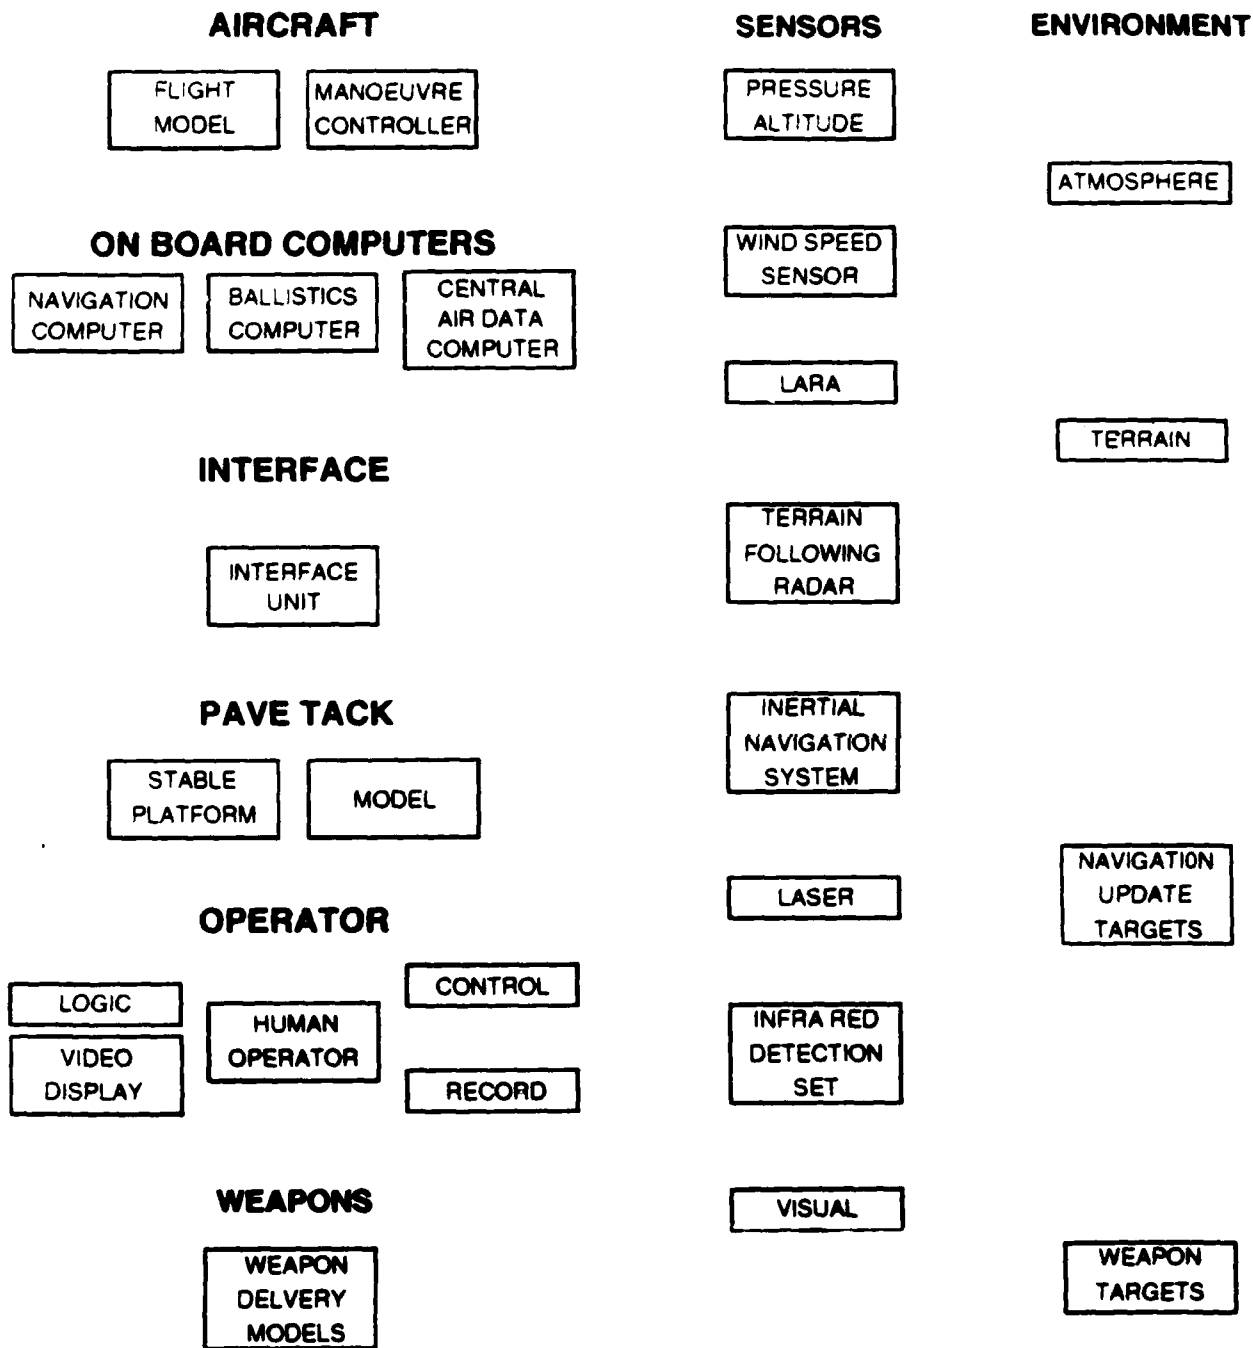 AIRCRAFT
FLIGHT
MODEL
MANOEUVRE
CONTROLLER
ON BOARD COMPUTERS
NAVIGATION
COMPUTER
BALLISTICS
COMPUTER
CENTRAL
AIR DATA
COMPUTER
INTERFACE
INTERFACE
UNIT
PAVE TACK
STABLE
PLATFORM
MODEL
OPERATOR
LOGIC
VIDEO
DISPLAY
HUMAN
OPERATOR
CONTROL
RECORD
WEAPONS
WEAPON
DELVERY
MODELS
SENSORS
PRESSURE
ALTITUDE
WIND SPEED
SENSOR
LARA
TERRAIN
FOLLOWING
RADAR
INERTIAL
NAVIGATION
SYSTEM
LASER
INFRA RED
DETECTION
SET
VISUAL
ENVIRONMENT
ATMOSPHERE
TERRAIN
NAVIGATION
UPDATE
TARGETS
WEAPON
TARGETS